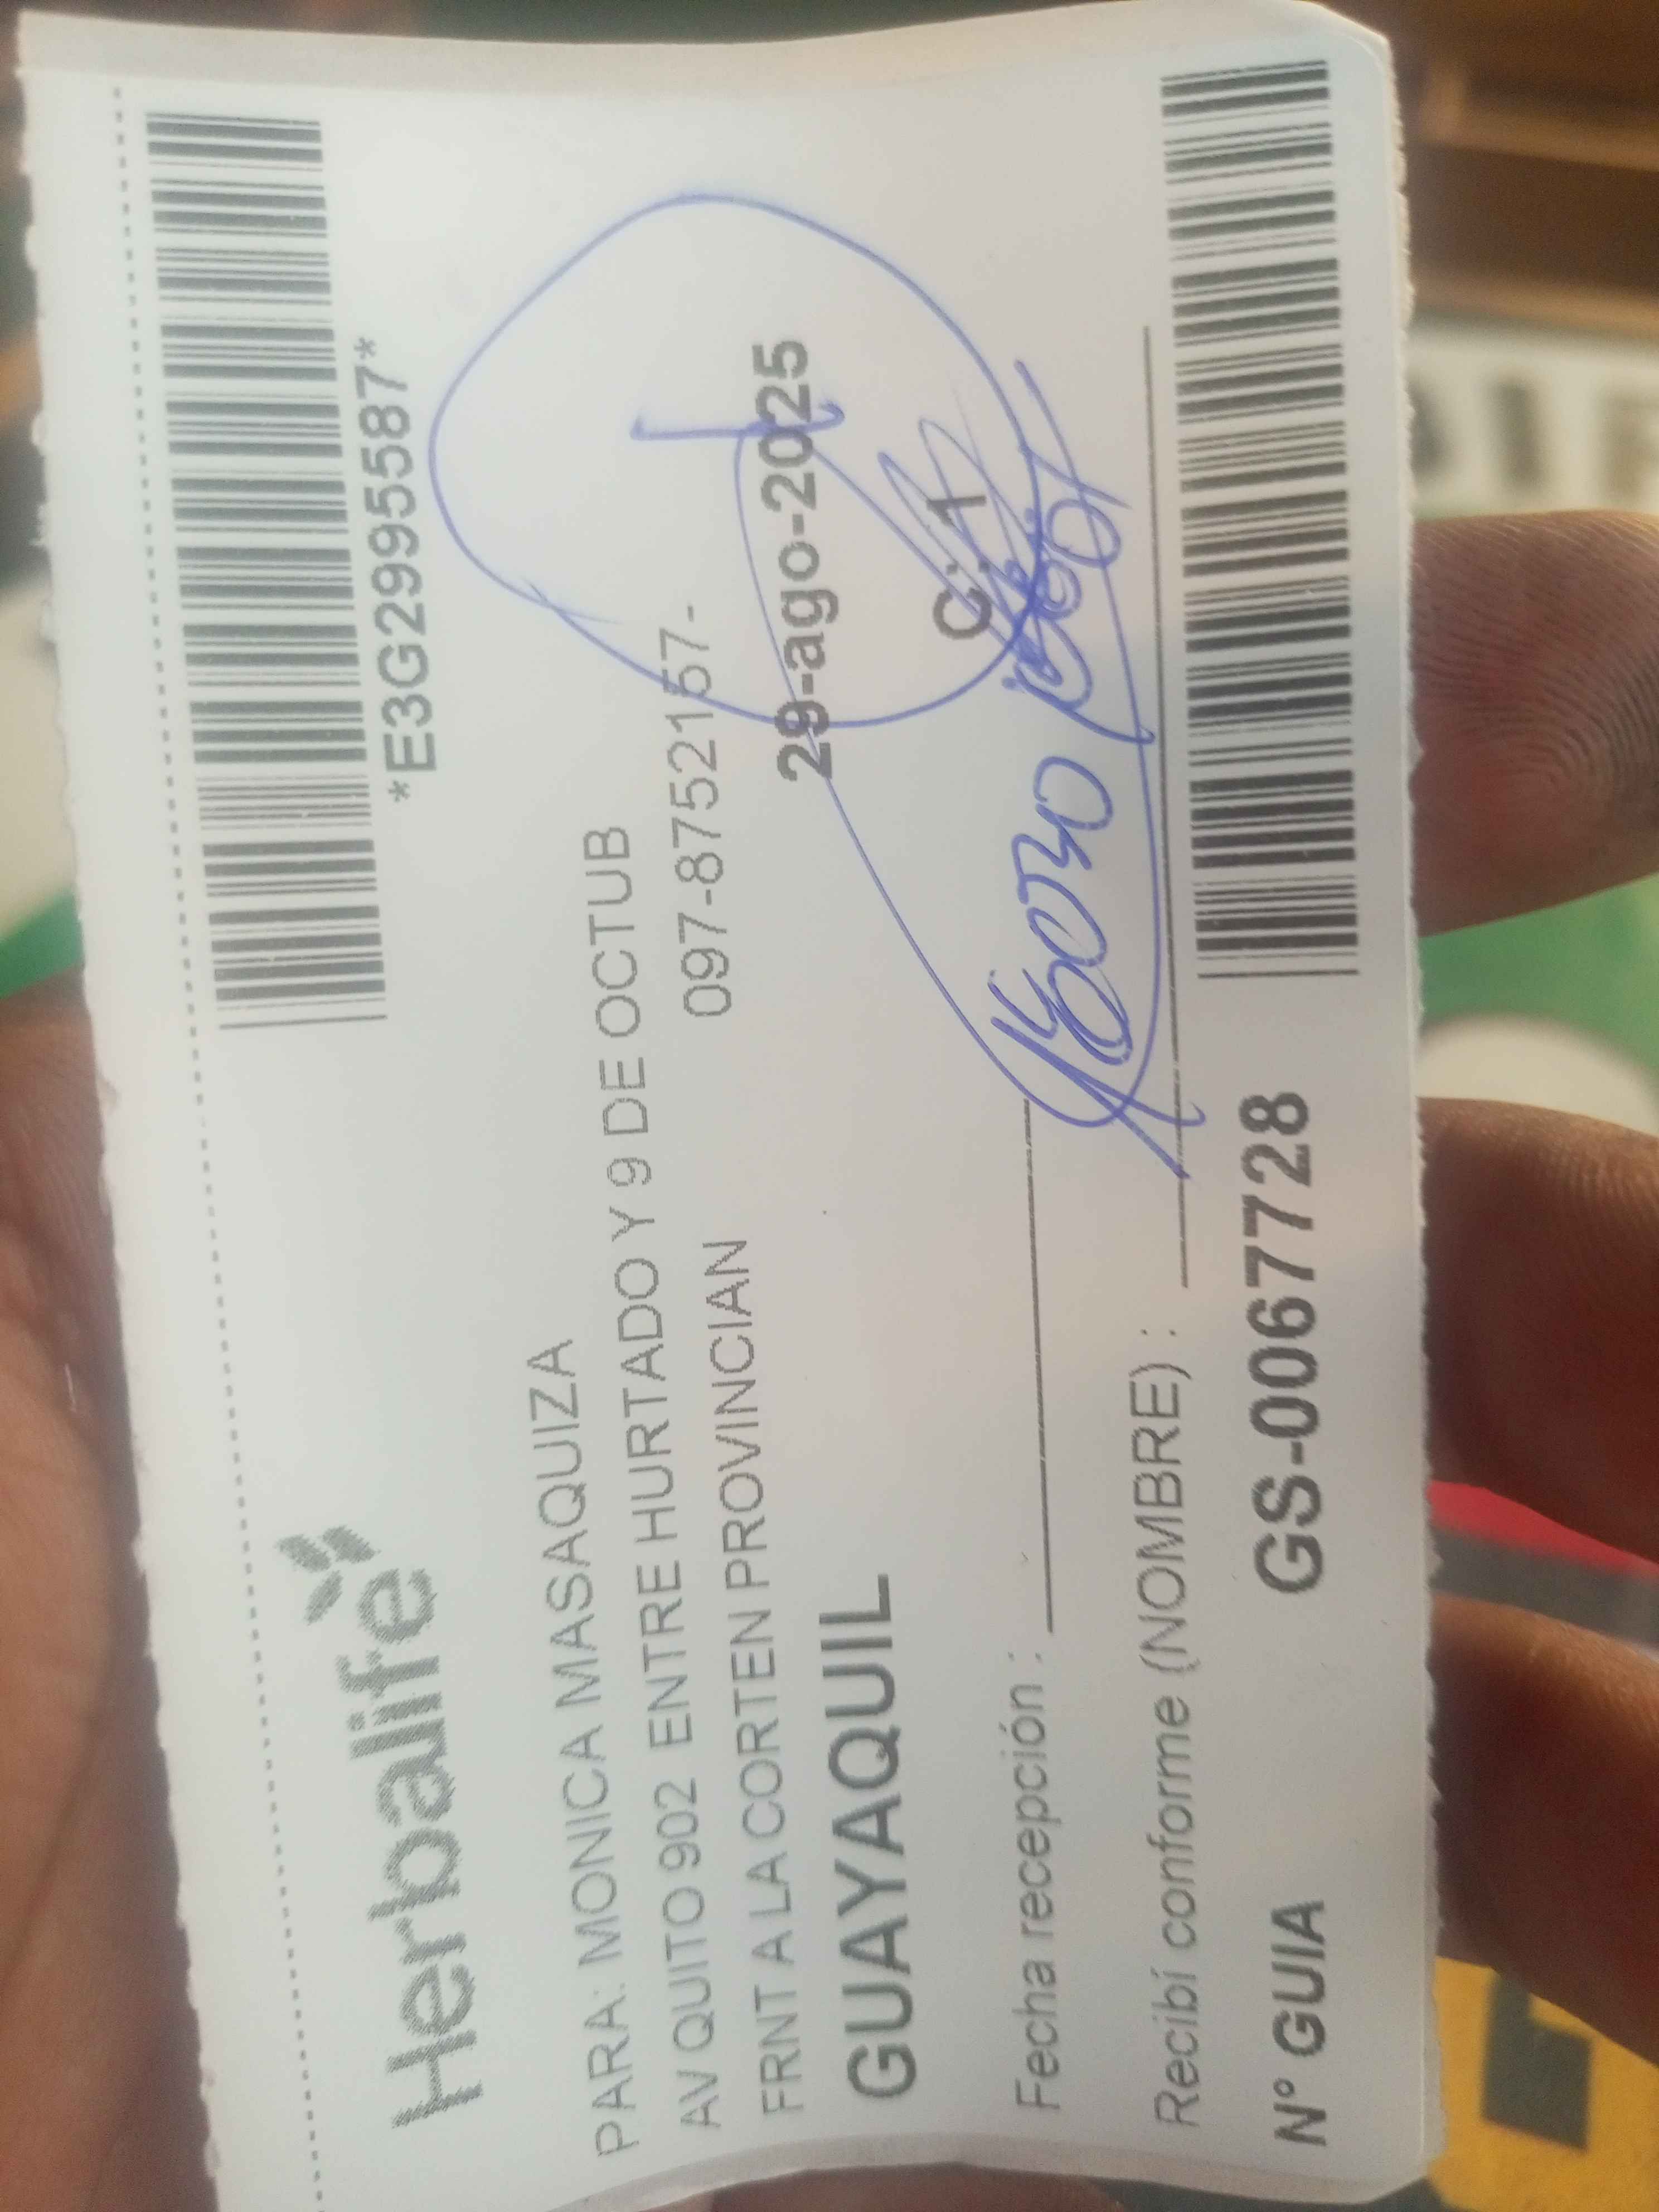 Herbalife
*E3G2995587*
PARA: MONICA MASAQUIZA
AV QUITO 902 ENTRE HURTADO Y 9 DE OCTUB
FRNT A LA CORTEN PROVINCIAN 097-8752157-
GUAYAQUIL 29-ago-2025
C: 1
Fecha recepción :
Recibí conforme (NOMBRE) :
N° GUIA GS-0067728